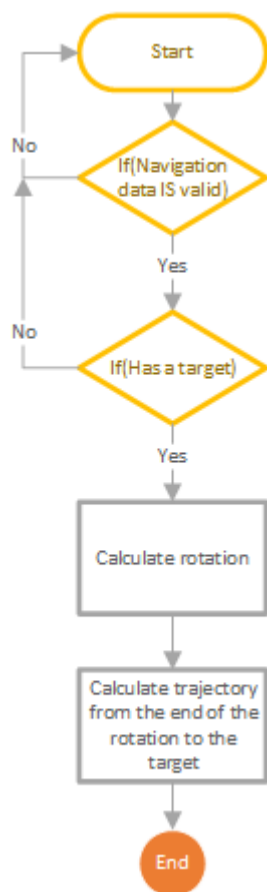 Start
No
If(Navigation
data IS valid)
Yes
No
If(Has a target)
Yes
Calculate rotation
Calculate trajectory
from the end of the
rotation to the
target
End